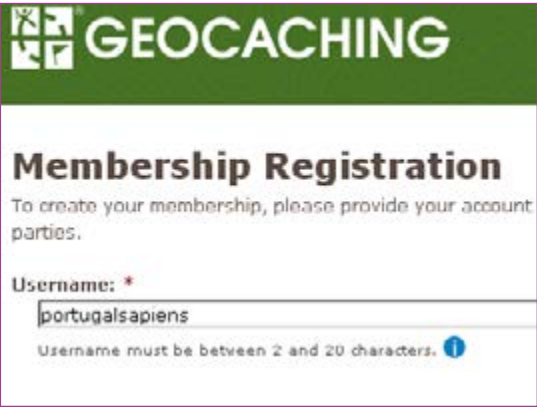 GEOCACHING
Membership Registration
To create your membership, please provide your account
parties.
Username: *
portugalsapiens
Username must be between 2 and 20 characters.